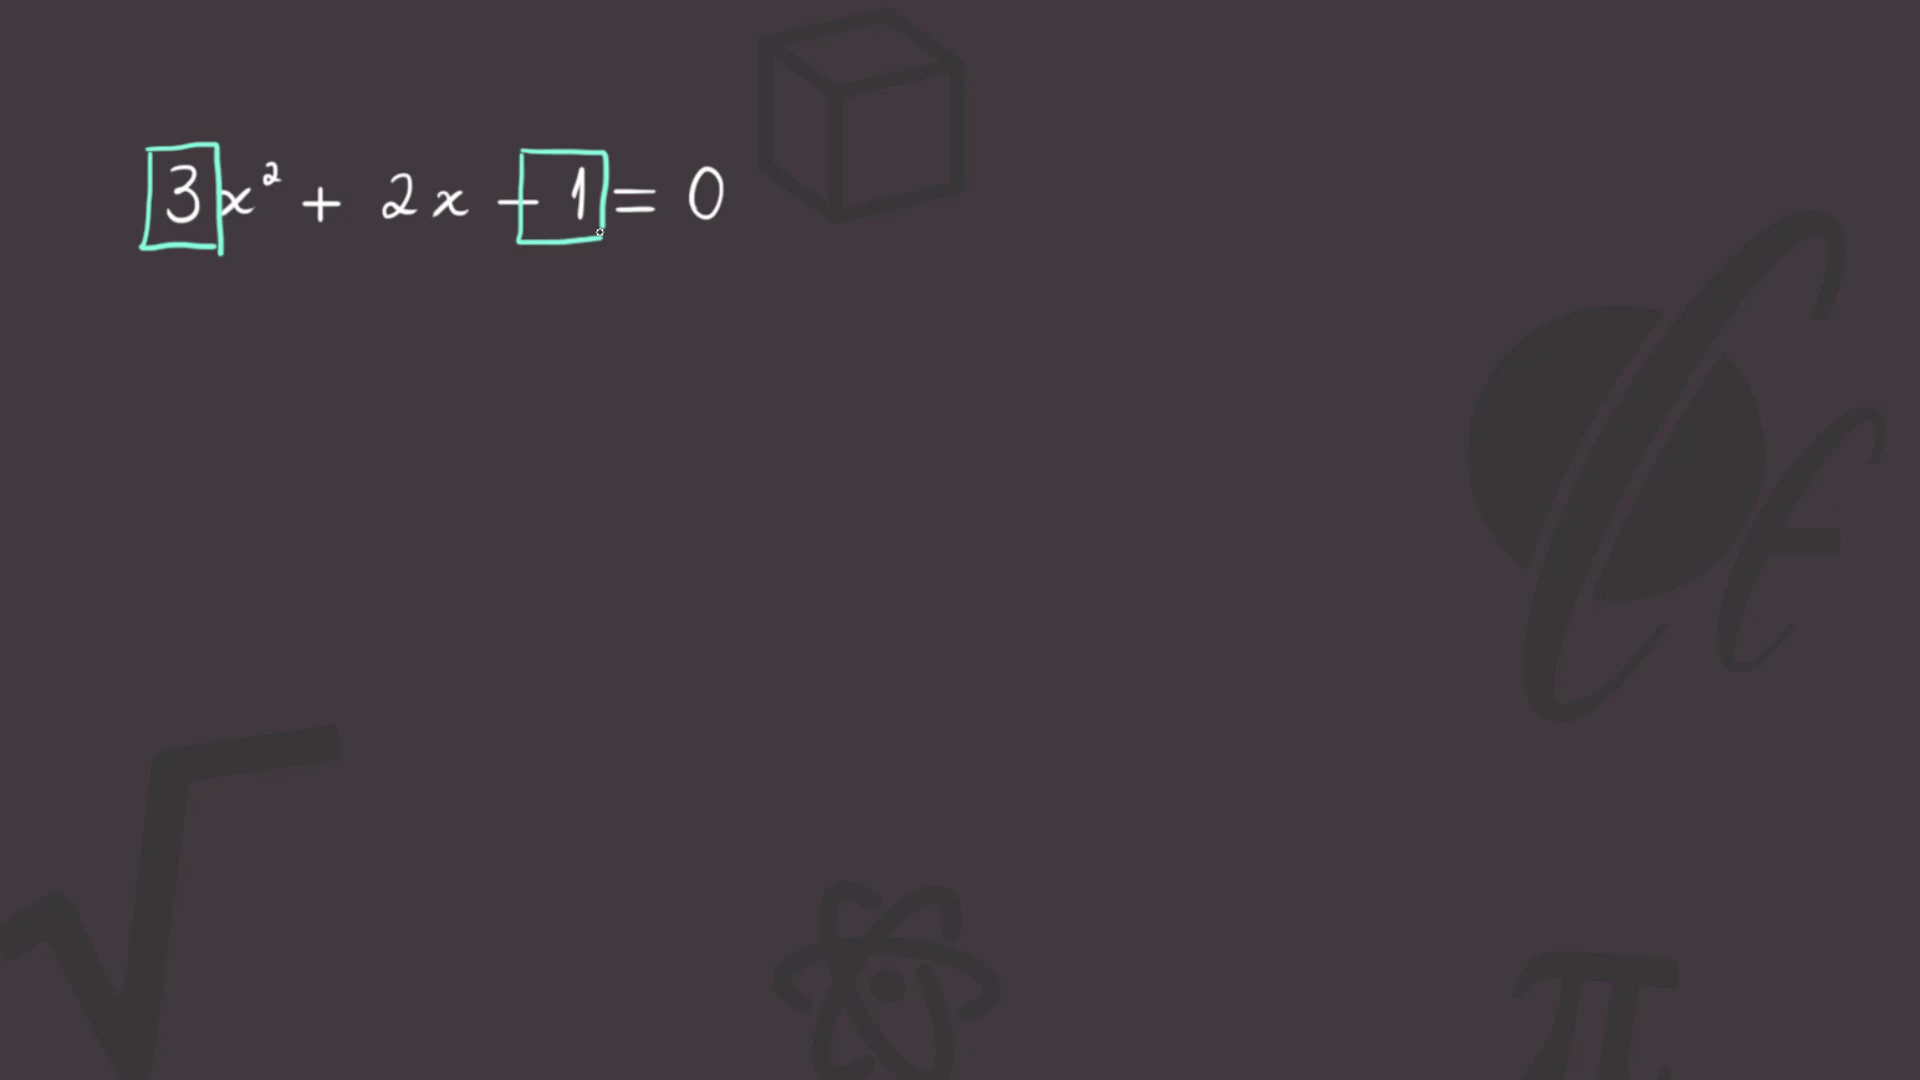 3x² + 2x - 1 = 0